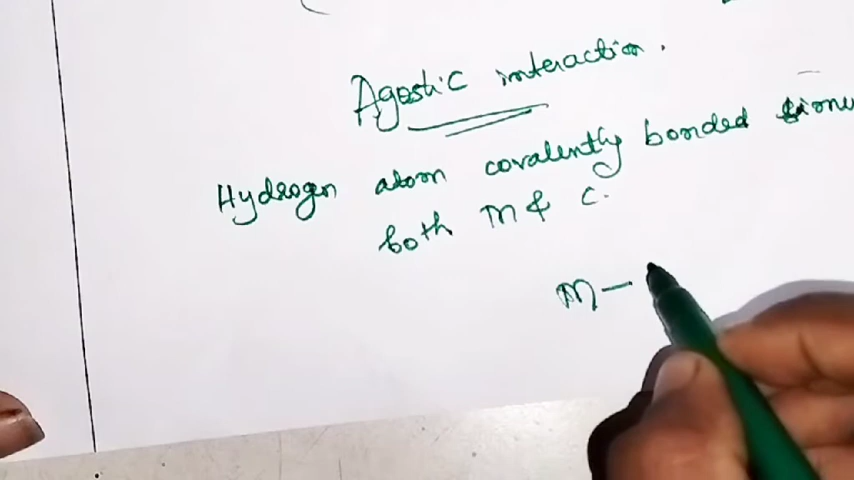 Agostic interaction.
Hydrogen atom covalently bonded
both M & C.
M –